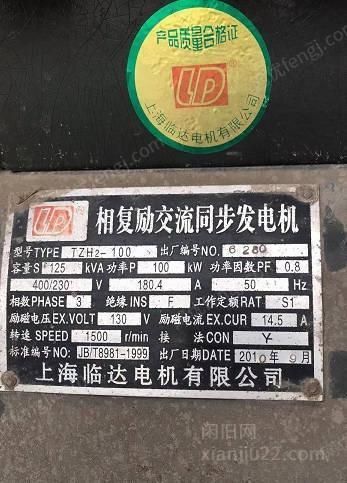 产品质量合格证
LD
上海临达电机有限公司
LD 相复励交流同步发电机
型号TYPE TZH2-100 出厂编号NO. 6280
容量S 125 kVA 功率P 100 kW 功率因数PF. 0.8
400/230 V 180.4 A 50 Hz
相数PHASE 3 绝缘INS F 工作定额RAT S1
励磁电压EX.VOLT 130 V 励磁电流EX.CUR 14.5 A
转速SPEED 1500 r/min 接法CON Y
标准编号NO: JB/T8981-1999 出厂日期DATE 2010年9月
上海临达电机有限公司
闲旧网
xianjiu22.com